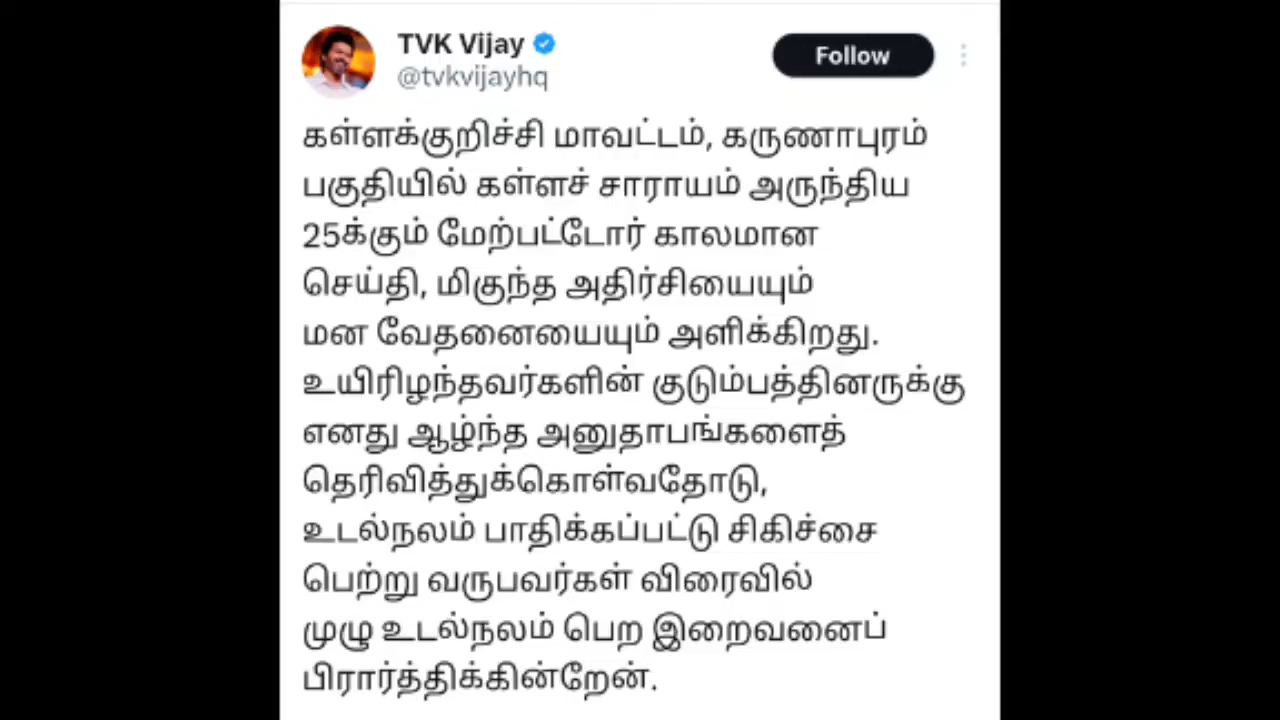 TVK Vijay
@tvkvijayhq
Follow
கள்ளக்குறிச்சி மாவட்டம், கருணாபுரம்
பகுதியில் கள்ளச் சாராயம் அருந்திய
25க்கும் மேற்பட்டோர் காலமான
செய்தி, மிகுந்த அதிர்சியையும்
மன வேதனையையும் அளிக்கிறது.
உயிரிழந்தவர்களின் குடும்பத்தினருக்கு
எனது ஆழ்ந்த அனுதாபங்களைத்
தெரிவித்துக்கொள்வதோடு,
உடல்நலம் பாதிக்கப்பட்டு சிகிச்சை
பெற்று வருபவர்கள் விரைவில்
முழு உடல்நலம் பெற இறைவனைப்
பிரார்த்திக்கின்றேன்.